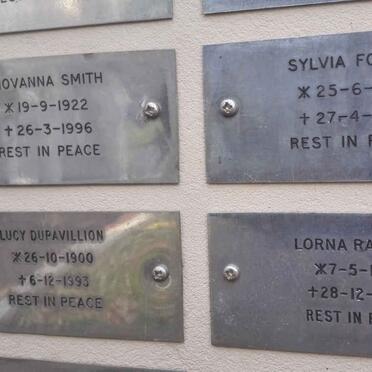 OVANNA SMITH
⚹19-9-1922
✝26-3-1996
REST IN PEACE
SYLVIA FO
⚹25-6-
✝27-4-
REST IN P
LUCY DUPAVILLION
⚹26-10-1900
✝6-12-1993
REST IN PEACE
LORNA RA
⚹7-5-1
✝28-12-
REST IN P